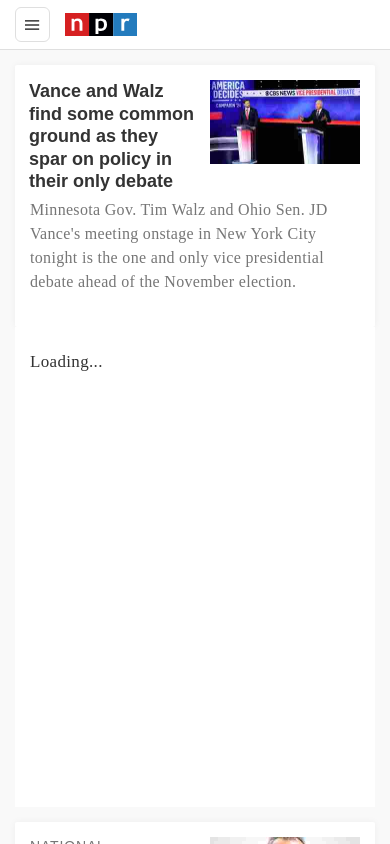 npr
Vance and Walz
find some common
ground as they
spar on policy in
their only debate
AMERICA
DECIDES
CBS NEWS VICE PRESIDENTIAL DEBATE
Minnesota Gov. Tim Walz and Ohio Sen. JD
Vance's meeting onstage in New York City
tonight is the one and only vice presidential
debate ahead of the November election.
Loading...
NATIONAL